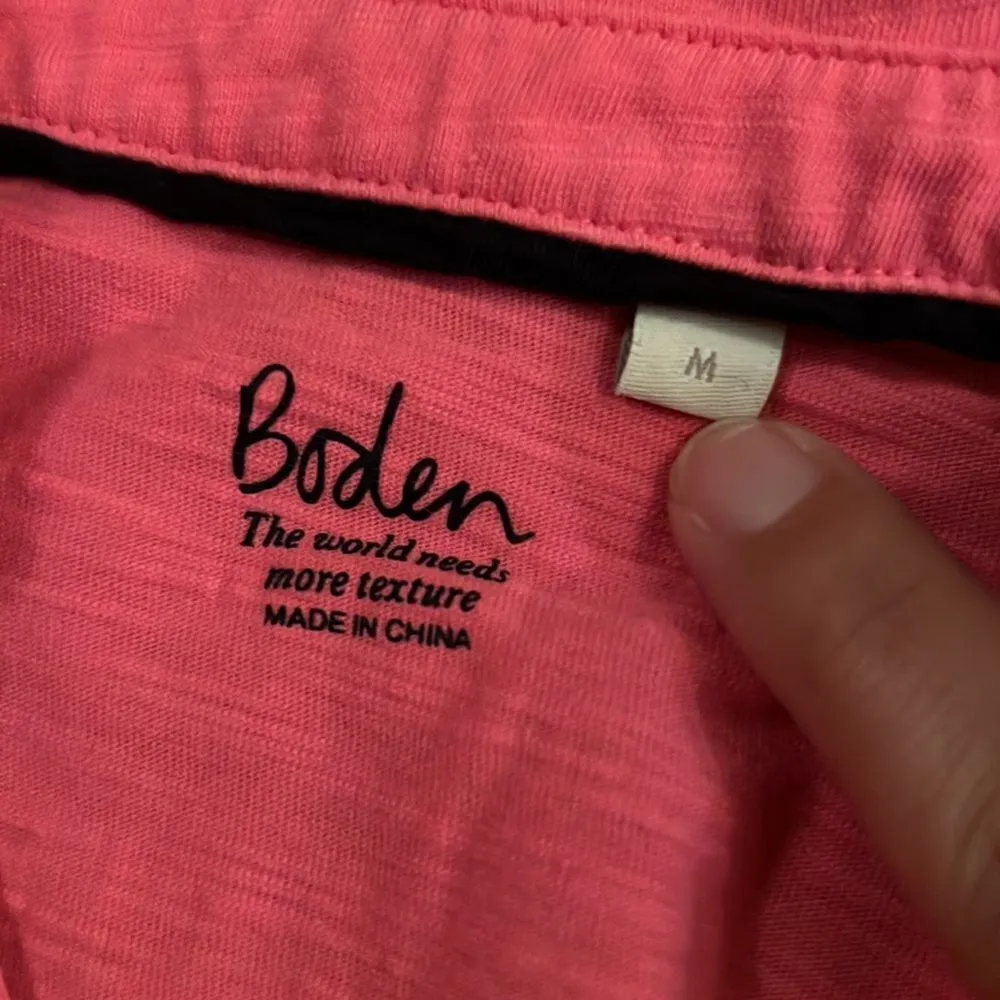 M
Boden
The world needs
more texture
MADE IN CHINA